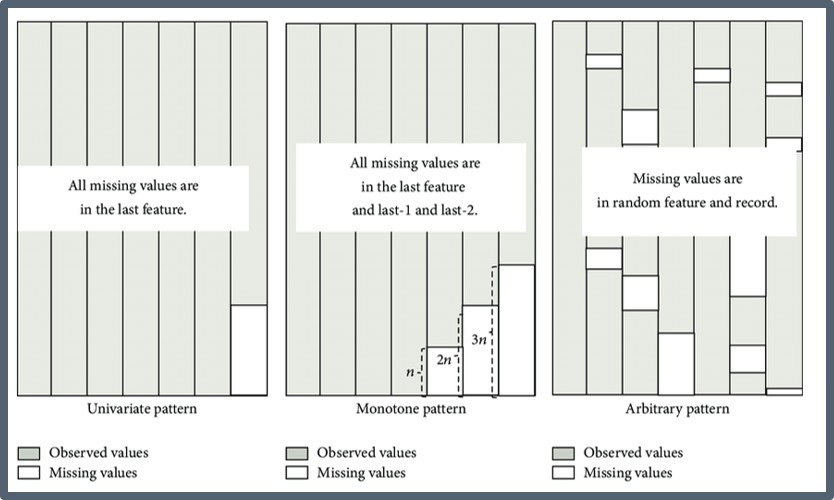 All missing values are
in the last feature.
Univariate pattern
Observed values
Missing values
All missing values are
in the last feature
and last-1 and last-2.
n
2n
3n
Monotone pattern
Observed values
Missing values
Missing values are
in random feature and record.
Arbitrary pattern
Observed values
Missing values